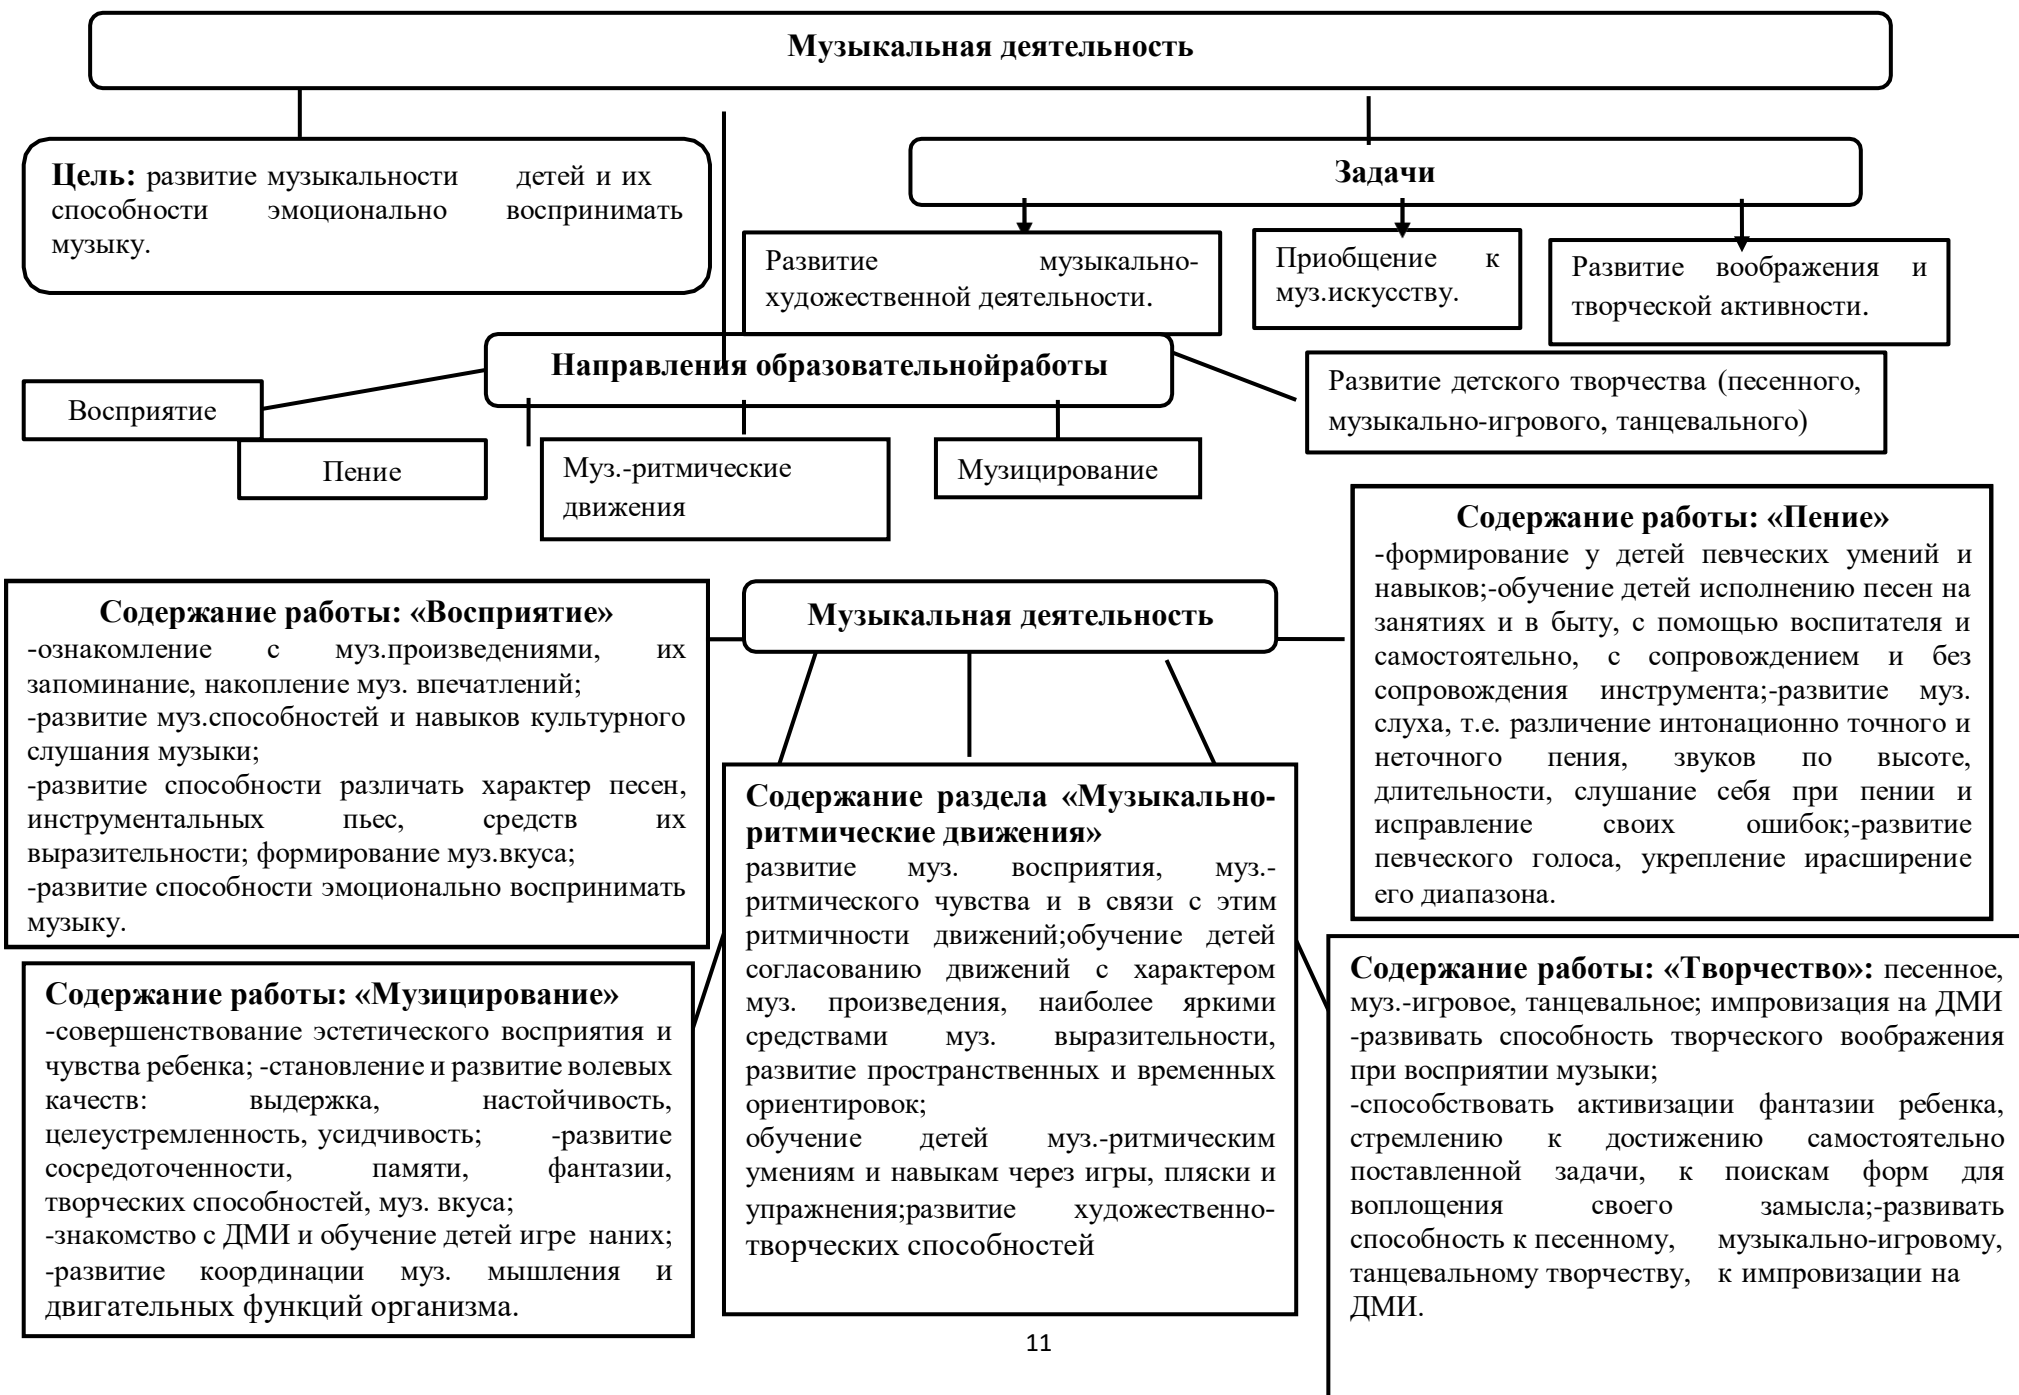 Музыкальная деятельность
Цель: развитие музыкальности детей и их
способности эмоционально воспринимать
музыку.
Задачи
Развитие музыкально-
художественной деятельности.
Приобщение к
муз.искусству.
Развитие воображения и
творческой активности.
Направления образовательнойработы
Восприятие
Пение
Муз.-ритмические
движения
Музицирование
Развитие детского творчества (песенного,
музыкально-игрового, танцевального)
Содержание работы: «Пение»
-формирование у детей певческих умений и
навыков;-обучение детей исполнению песен на
занятиях и в быту, с помощью воспитателя и
самостоятельно, с сопровождением и без
сопровождения инструмента;-развитие муз.
слуха, т.е. различение интонационно точного и
неточного пения, звуков по высоте,
длительности, слушание себя при пении и
исправление своих ошибок;-развитие
певческого голоса, укрепление ирасширение
его диапазона.
Содержание работы: «Восприятие»
-ознакомление с муз.произведениями, их
запоминание, накопление муз. впечатлений;
-развитие муз.способностей и навыков культурного
слушания музыки;
-развитие способности различать характер песен,
инструментальных пьес, средств их
выразительности; формирование муз.вкуса;
-развитие способности эмоционально воспринимать
музыку.
Музыкальная деятельность
Содержание раздела «Музыкально-
ритмические движения»
развитие муз. восприятия, муз.-
ритмического чувства и в связи с этим
ритмичности движений;обучение детей
согласованию движений с характером
муз. произведения, наиболее яркими
средствами муз. выразительности,
развитие пространственных и временных
ориентировок;
обучение детей муз.-ритмическим
умениям и навыкам через игры, пляски и
упражнения;развитие художественно-
творческих способностей
Содержание работы: «Музицирование»
-совершенствование эстетического восприятия и
чувства ребенка; -становление и развитие волевых
качеств: выдержка, настойчивость,
целеустремленность, усидчивость; -развитие
сосредоточенности, памяти, фантазии,
творческих способностей, муз. вкуса;
-знакомство с ДМИ и обучение детей игре наних;
-развитие координации муз. мышления и
двигательных функций организма.
Содержание работы: «Творчество»: песенное,
муз.-игровое, танцевальное; импровизация на ДМИ
-развивать способность творческого воображения
при восприятии музыки;
-способствовать активизации фантазии ребенка,
стремлению к достижению самостоятельно
поставленной задачи, к поискам форм для
воплощения своего замысла;-развивать
способность к песенному, музыкально-игровому,
танцевальному творчеству, к импровизации на
ДМИ.
11